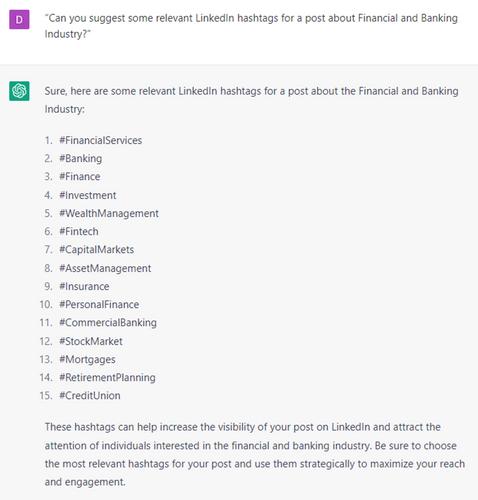 D
"Can you suggest some relevant LinkedIn hashtags for a post about Financial and Banking
Industry?"
Sure, here are some relevant LinkedIn hashtags for a post about the Financial and Banking
Industry:
1. #FinancialServices
2. #Banking
3. #Finance
4. #Investment
5. #WealthManagement
6. #Fintech
7. #CapitalMarkets
8. #AssetManagement
9. #Insurance
10. #PersonalFinance
11. #CommercialBanking
12. #StockMarket
13. #Mortgages
14. #RetirementPlanning
15. #CreditUnion
These hashtags can help increase the visibility of your post on LinkedIn and attract the
attention of individuals interested in the financial and banking industry. Be sure to choose
the most relevant hashtags for your post and use them strategically to maximize your reach
and engagement.